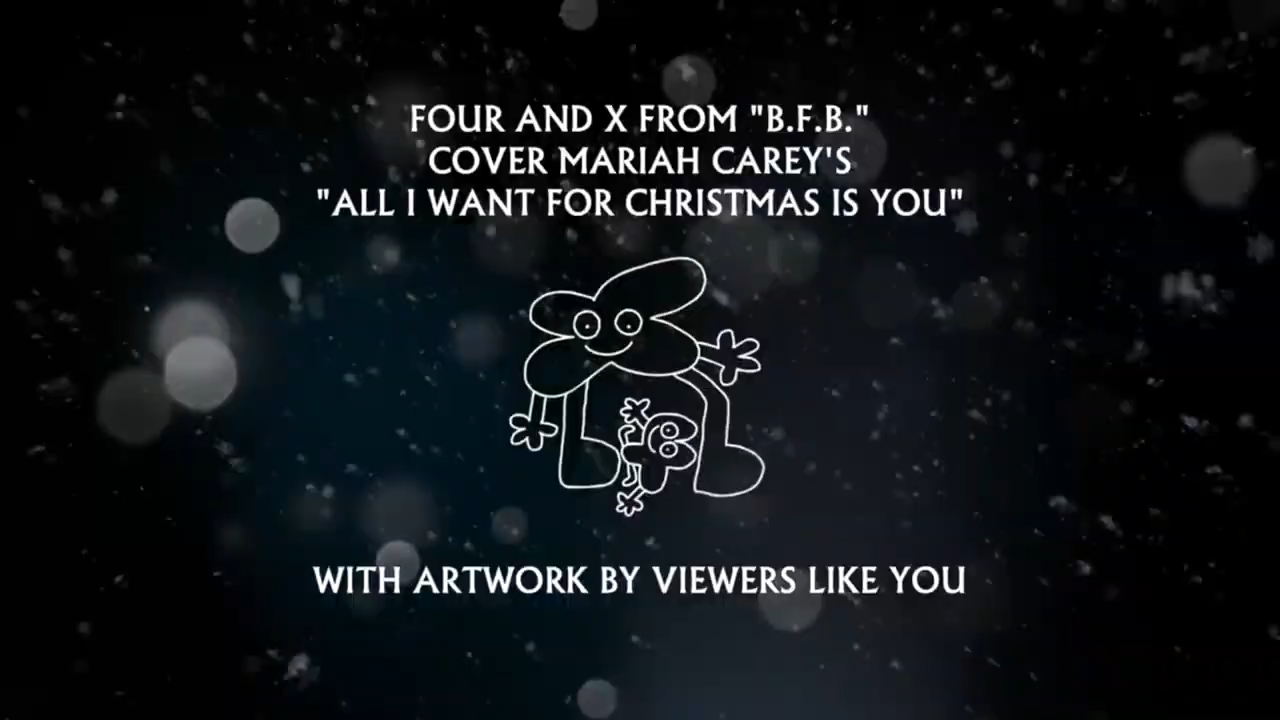 FOUR AND X FROM "B.F.B."
COVER MARIAH CAREY'S
"ALL I WANT FOR CHRISTMAS IS YOU"
WITH ARTWORK BY VIEWERS LIKE YOU